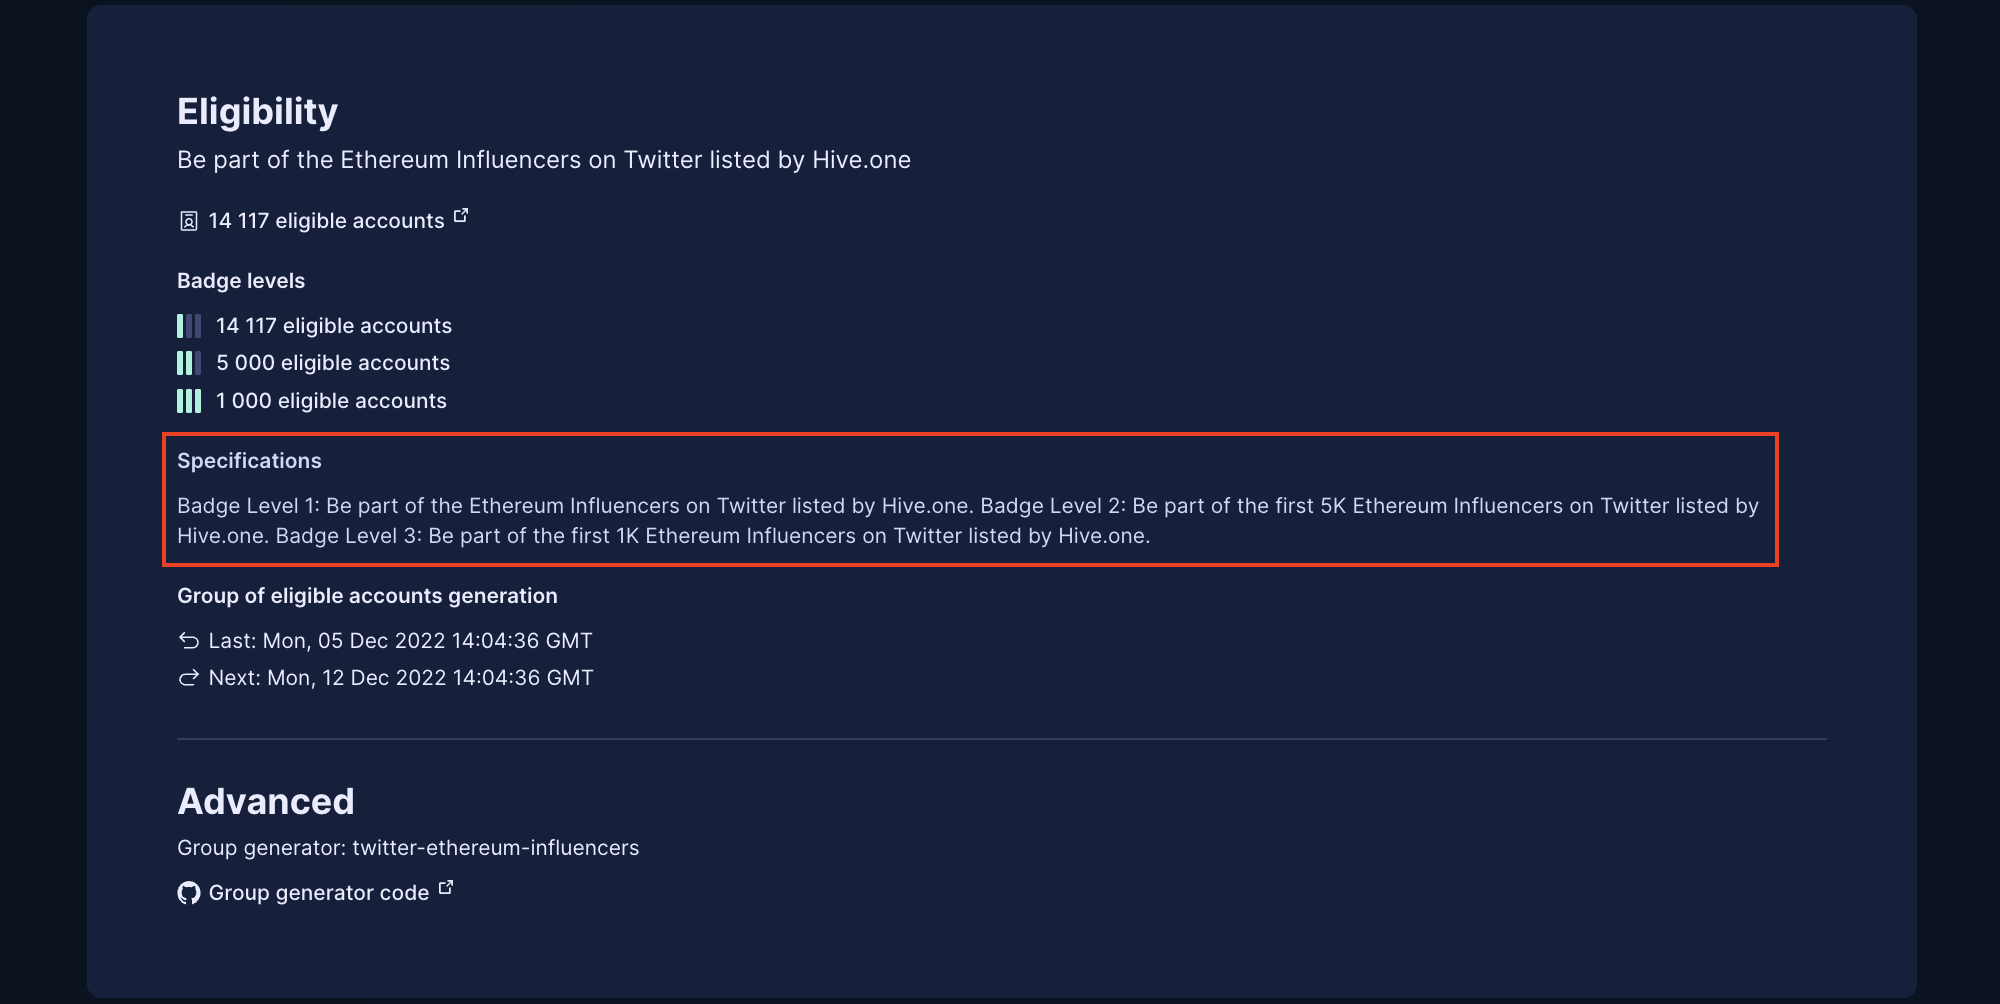 Eligibility
Be part of the Ethereum Influencers on Twitter listed by Hive.one
14 117 eligible accounts
Badge levels
14 117 eligible accounts
5 000 eligible accounts
1 000 eligible accounts
Specifications
Badge Level 1: Be part of the Ethereum Influencers on Twitter listed by Hive.one. Badge Level 2: Be part of the first 5K Ethereum Influencers on Twitter listed by
Hive.one. Badge Level 3: Be part of the first 1K Ethereum Influencers on Twitter listed by Hive.one.
Group of eligible accounts generation
Last: Mon, 05 Dec 2022 14:04:36 GMT
Next: Mon, 12 Dec 2022 14:04:36 GMT
Advanced
Group generator: twitter-ethereum-influencers
Group generator code